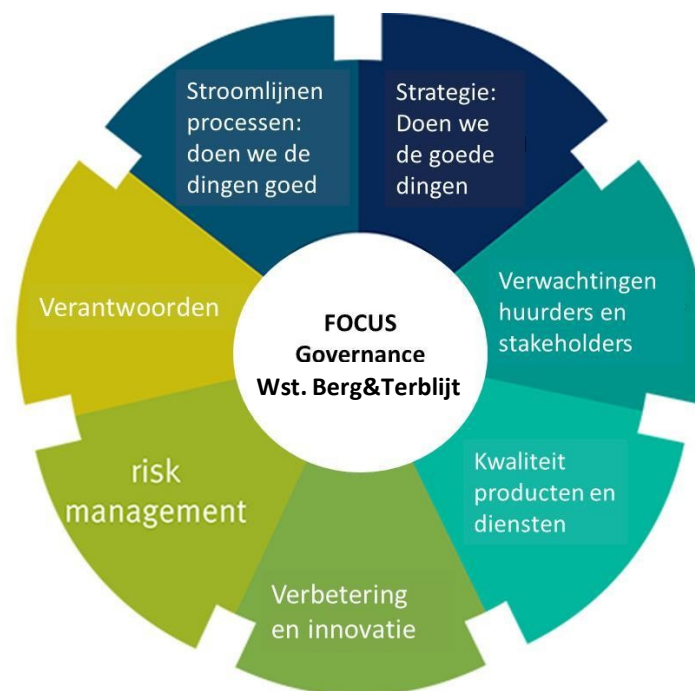 Stroomlijnen
processen:
doen we de
dingen goed
Strategie:
Doen we
de goede
dingen
Verwachtingen
huurders en
stakeholders
Kwaliteit
producten en
diensten
Verbetering
en innovatie
risk
management
Verantwoorden
FOCUS
Governance
Wst. Berg&Terblijt